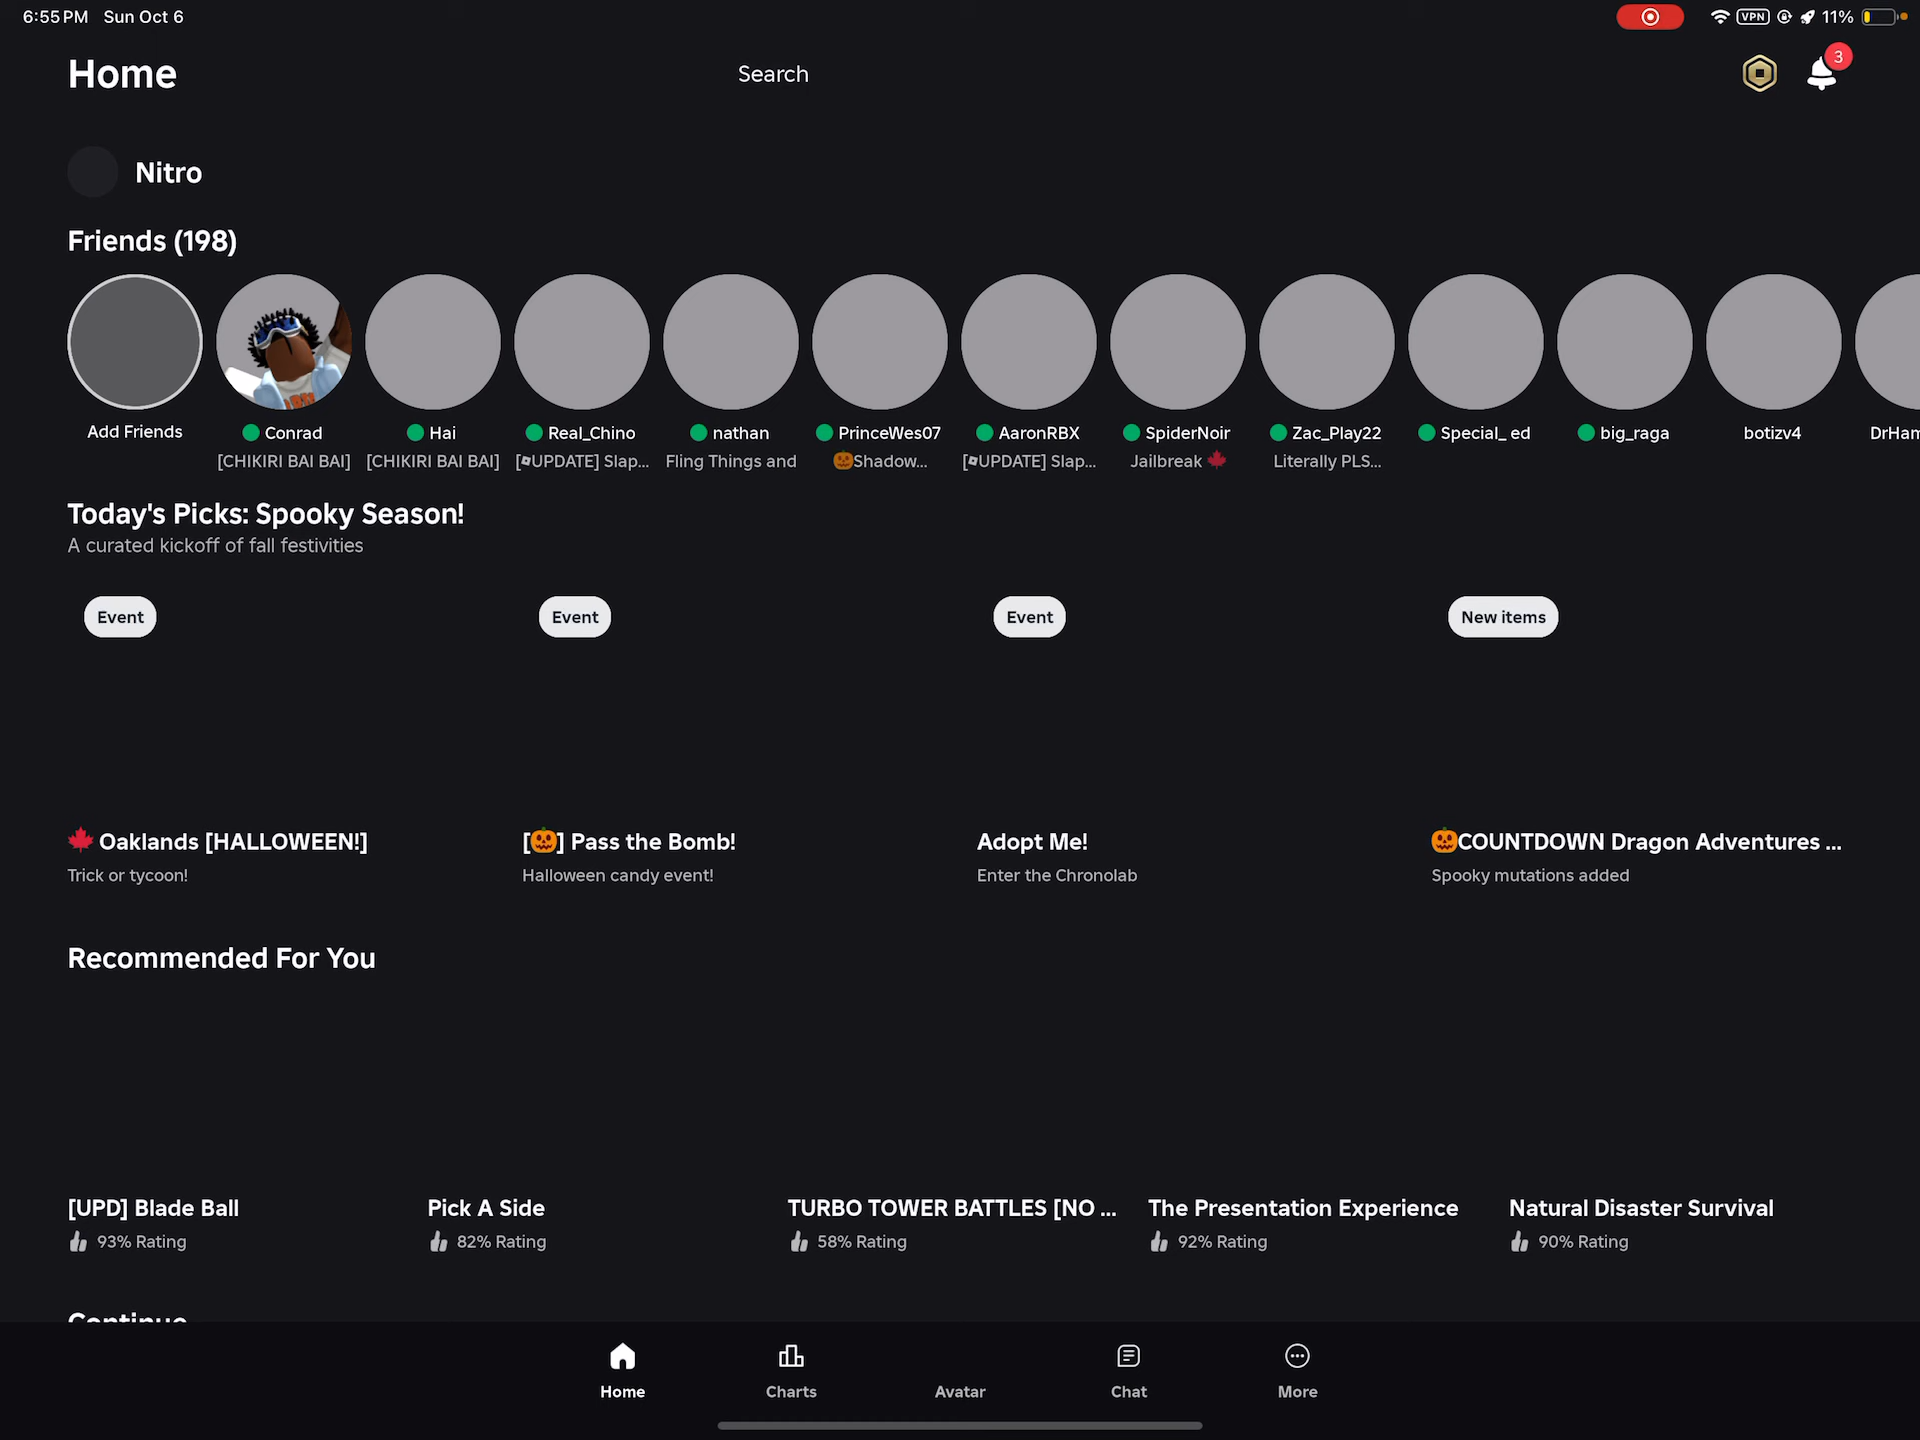 6:55 PM Sun Oct 6
VPN 11%
Home
Search
3
Nitro
Friends (198)
Add Friends
Conrad
Hai
Real_Chino
nathan
PrinceWes07
AaronRBX
SpiderNoir
Zac_Play22
Special_ ed
big_raga
botizv4
DrHam
[CHIKIRI BAI BAI]
[CHIKIRI BAI BAI]
[UPDATE] Slap...
Fling Things and
🎃Shadow...
[UPDATE] Slap...
Jailbreak 🍁
Literally PLS...
Today's Picks: Spooky Season!
A curated kickoff of fall festivities
Event
Event
Event
New items
🍁 Oaklands [HALLOWEEN!]
Trick or tycoon!
[🎃] Pass the Bomb!
Halloween candy event!
Adopt Me!
Enter the Chronolab
🎃COUNTDOWN Dragon Adventures ...
Spooky mutations added
Recommended For You
[UPD] Blade Ball
93% Rating
Pick A Side
82% Rating
TURBO TOWER BATTLES [NO ...
58% Rating
The Presentation Experience
92% Rating
Natural Disaster Survival
90% Rating
Continue
Home
Charts
Avatar
Chat
More